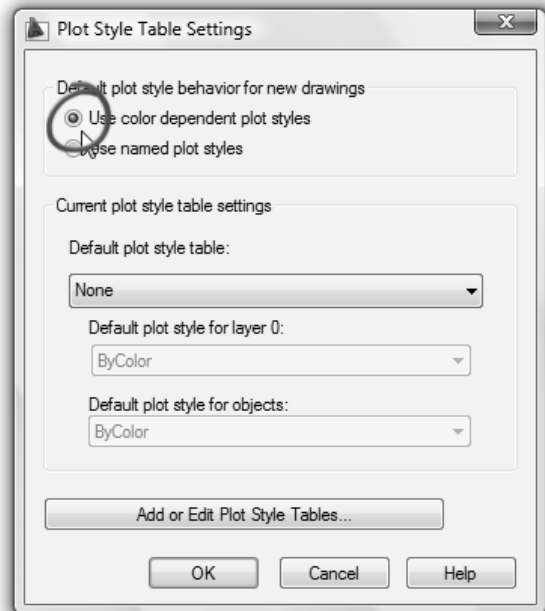 Plot Style Table Settings
X
Default plot style behavior for new drawings
Use color dependent plot styles
Use named plot styles
Current plot style table settings
Default plot style table:
None
Default plot style for layer 0:
ByColor
Default plot style for objects:
ByColor
Add or Edit Plot Style Tables...
OK
Cancel
Help